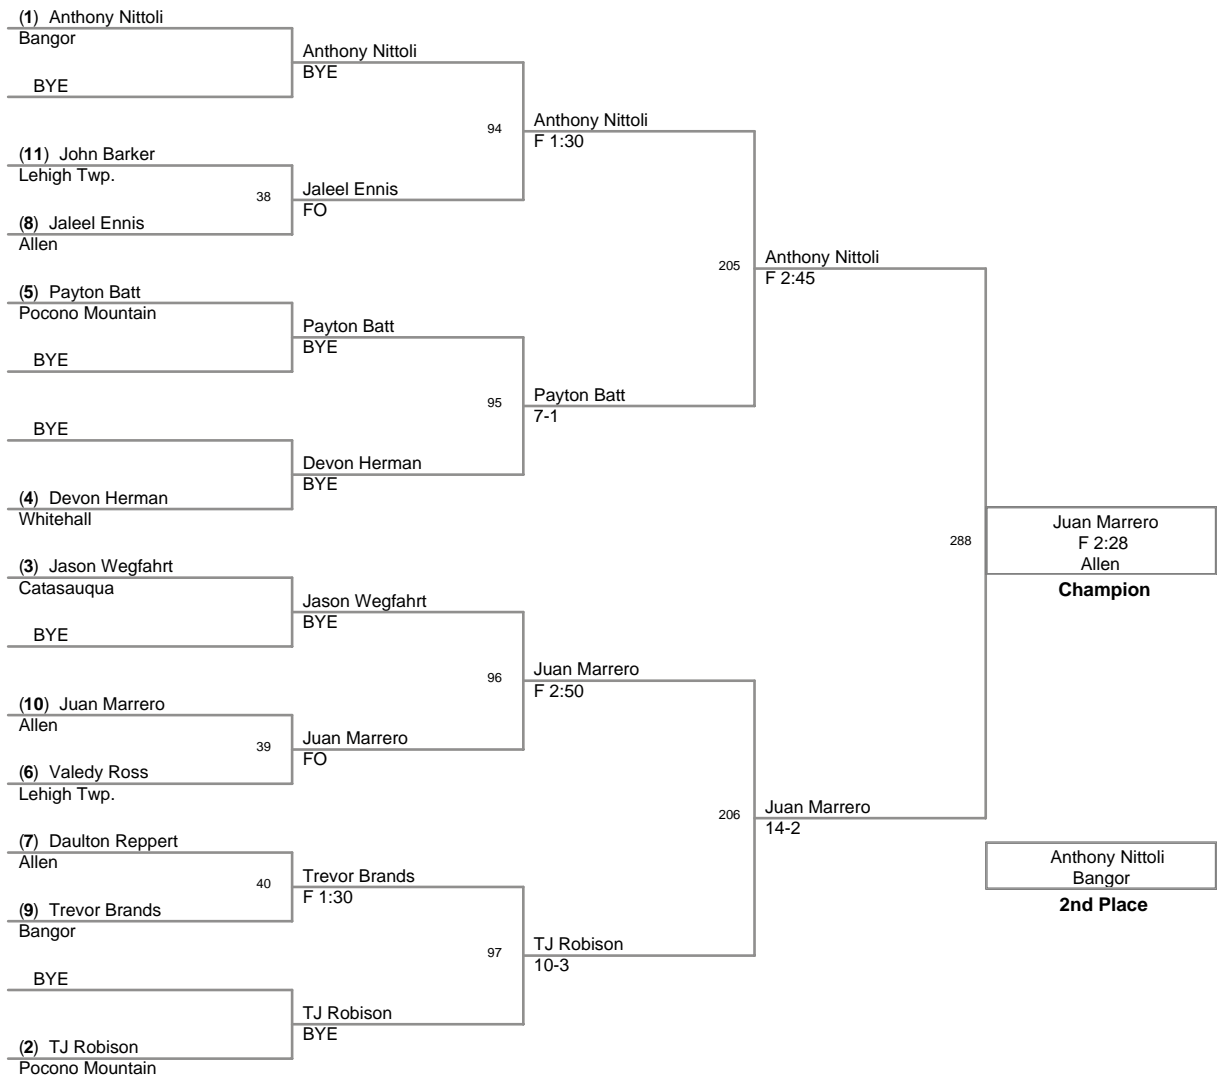 (1) Anthony Nittoli
Bangor
BYE
(11) John Barker
Lehigh Twp.
(8) Jaleel Ennis
Allen
(5) Payton Batt
Pocono Mountain
BYE
BYE
(4) Devon Herman
Whitehall
(3) Jason Wegfahrt
Catasauqua
BYE
(10) Juan Marrero
Allen
(6) Valedy Ross
Lehigh Twp.
(7) Daulton Reppert
Allen
(9) Trevor Brands
Bangor
BYE
(2) TJ Robison
Pocono Mountain
38
39
40
Anthony Nittoli
BYE
Jaleel Ennis
FO
Payton Batt
BYE
Devon Herman
BYE
Jason Wegfahrt
BYE
Juan Marrero
FO
Trevor Brands
F 1:30
TJ Robison
BYE
94
95
96
97
Anthony Nittoli
F 1:30
Payton Batt
7-1
Juan Marrero
F 2:50
TJ Robison
10-3
205
206
Anthony Nittoli
F 2:45
Juan Marrero
14-2
288
Juan Marrero
F 2:28
Allen
Champion
Anthony Nittoli
Bangor
2nd Place